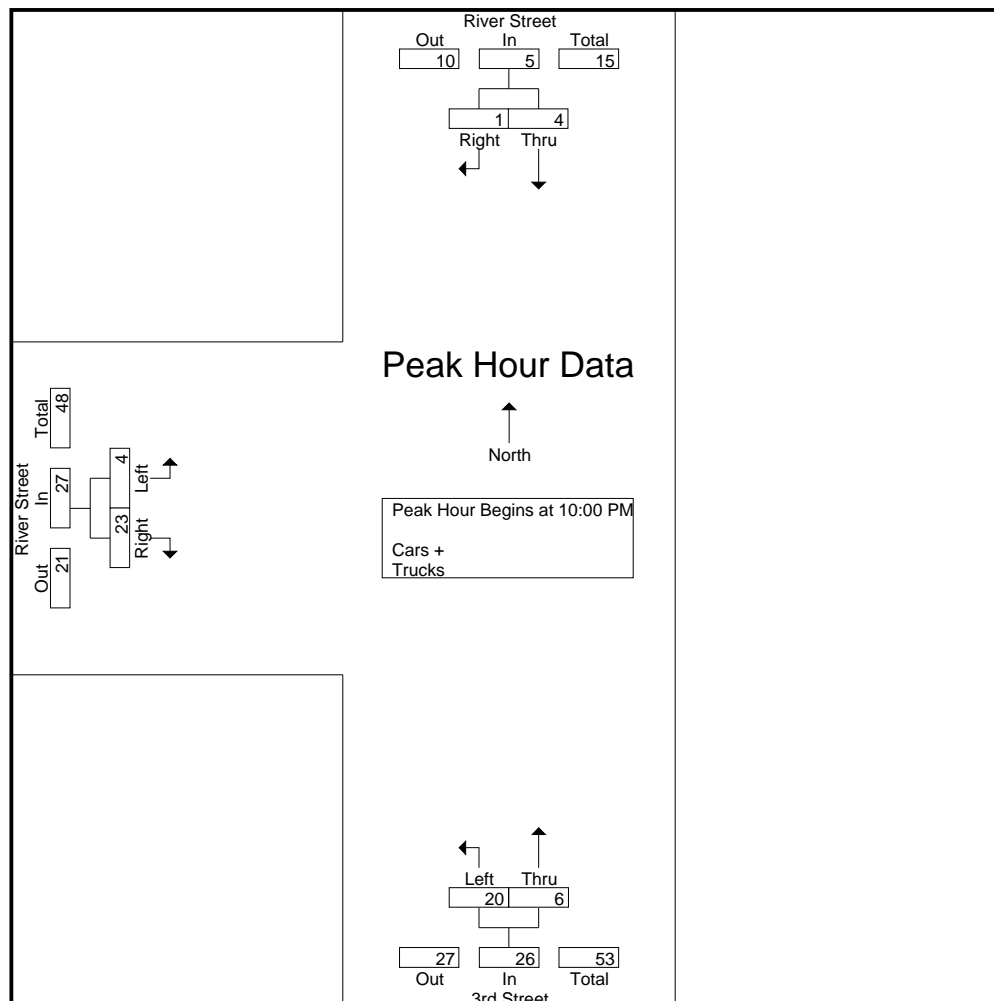 River Street
Out In Total
10 5 15
1 4
Right Thru
Peak Hour Data
North
Peak Hour Begins at 10:00 PM
Cars +
Trucks
River Street
Out In Total
21 27 48
23 4
Right Left
Left Thru
20 6
27 26 53
Out In Total
3rd Street